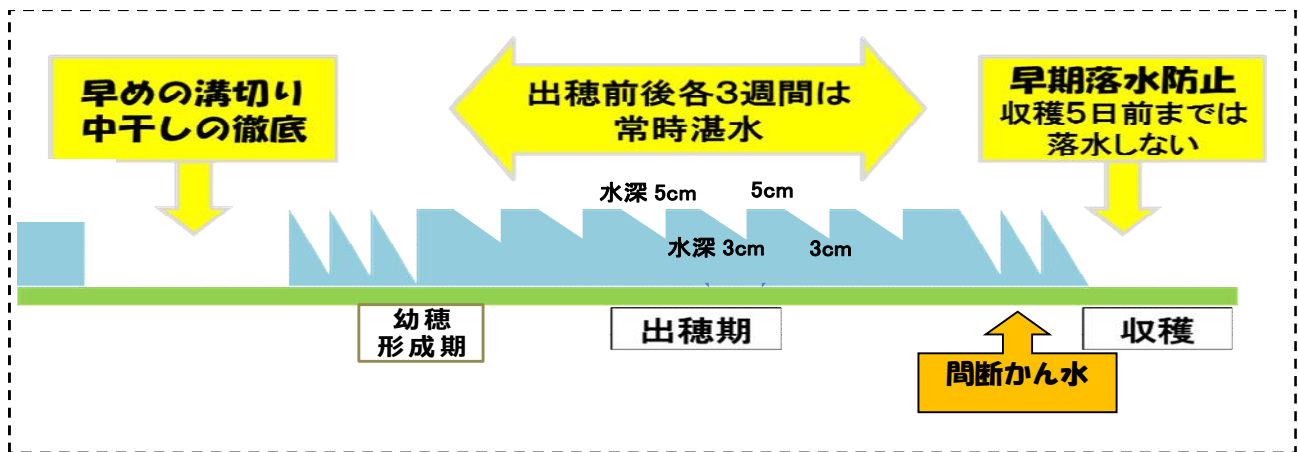 早めの溝切り
中干しの徹底
出穂前後各3週間は
常時湛水
早期落水防止
収穫5日前までは
落水しない
水深 5cm
5cm
水深 3cm
3cm
幼穂
形成期
出穂期
収穫
間断かん水